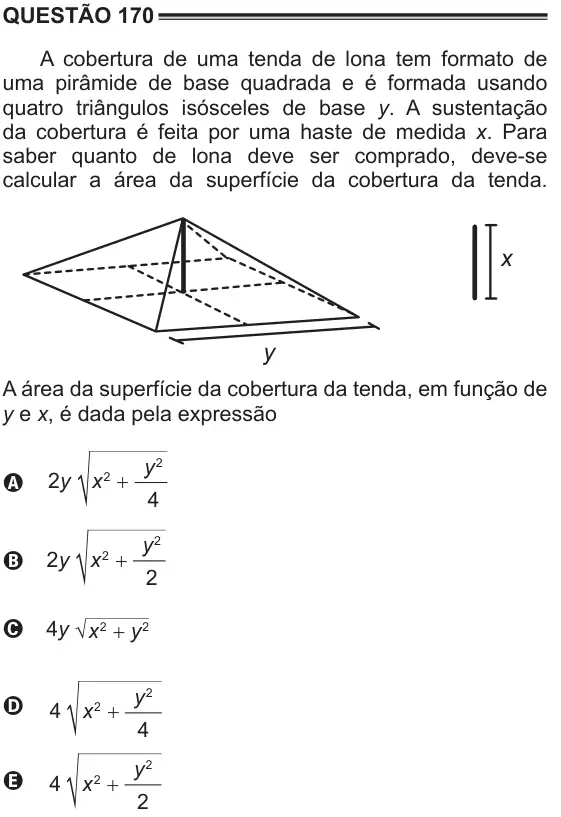 QUESTÃO 170
A cobertura de uma tenda de lona tem formato de
uma pirâmide de base quadrada e é formada usando
quatro triângulos isósceles de base y. A sustentação
da cobertura é feita por uma haste de medida x. Para
saber quanto de lona deve ser comprado, deve-se
calcular a área da superfície da cobertura da tenda.
x
y
A área da superfície da cobertura da tenda, em função de
y e x, é dada pela expressão
A 2y √(x² + y²/4)
B 2y √(x² + y²/2)
C 4y √(x² + y²)
D 4 √(x² + y²/4)
E 4 √(x² + y²/2)